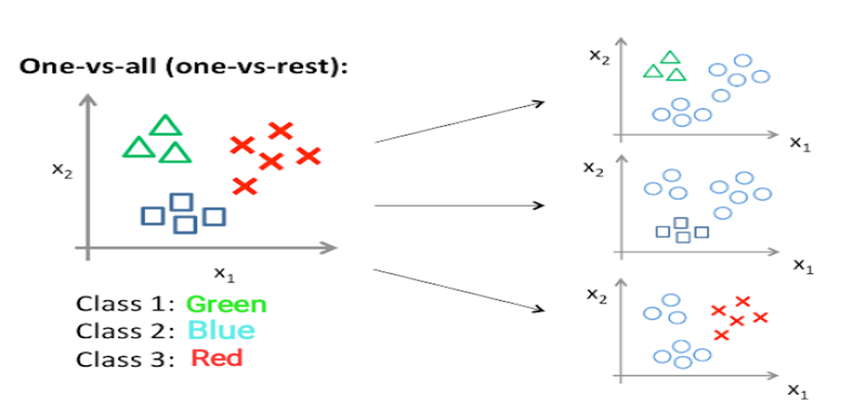 One-vs-all (one-vs-rest):
x2
x1
Class 1: Green
Class 2: Blue
Class 3: Red
x2
x1
x2
x1
x2
x1